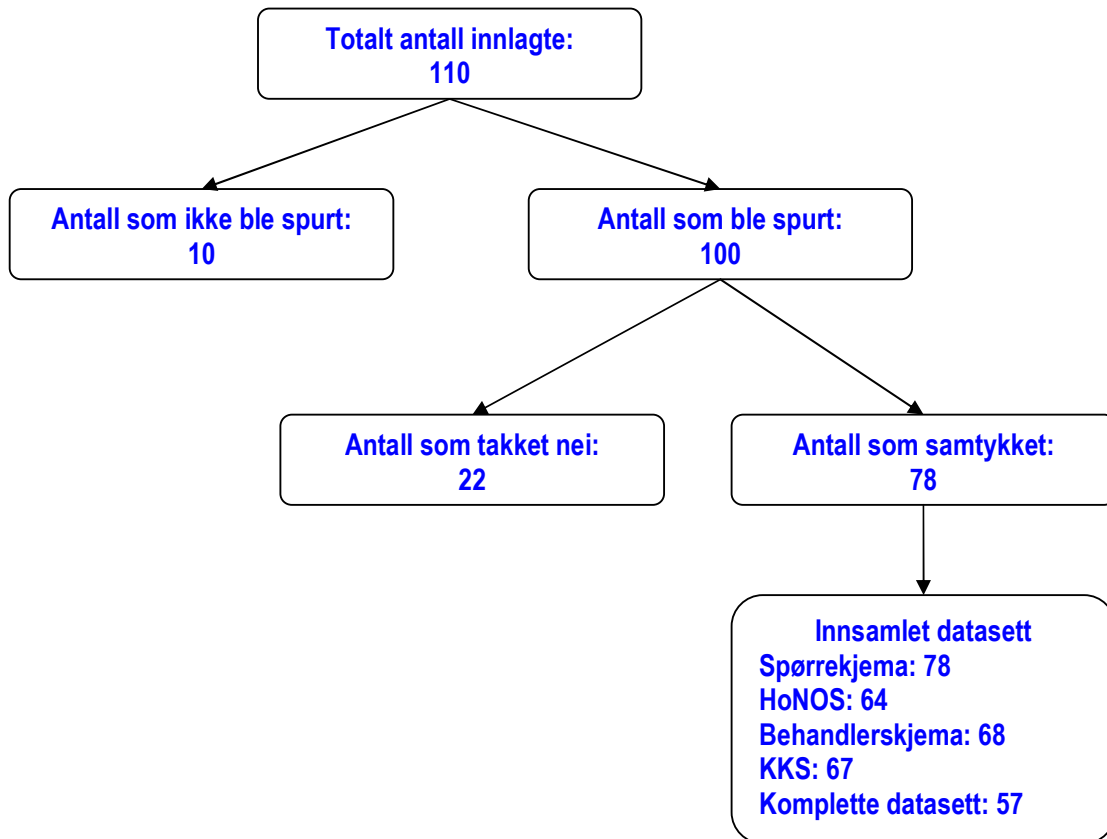 Totalt antall innlagte:
110
Antall som ikke ble spurt:
10
Antall som ble spurt:
100
Antall som takket nei:
22
Antall som samtykket:
78
Innsamlet datasett
Spørrekjema: 78
HoNOS: 64
Behandlerskjema: 68
KKS: 67
Komplette datasett: 57